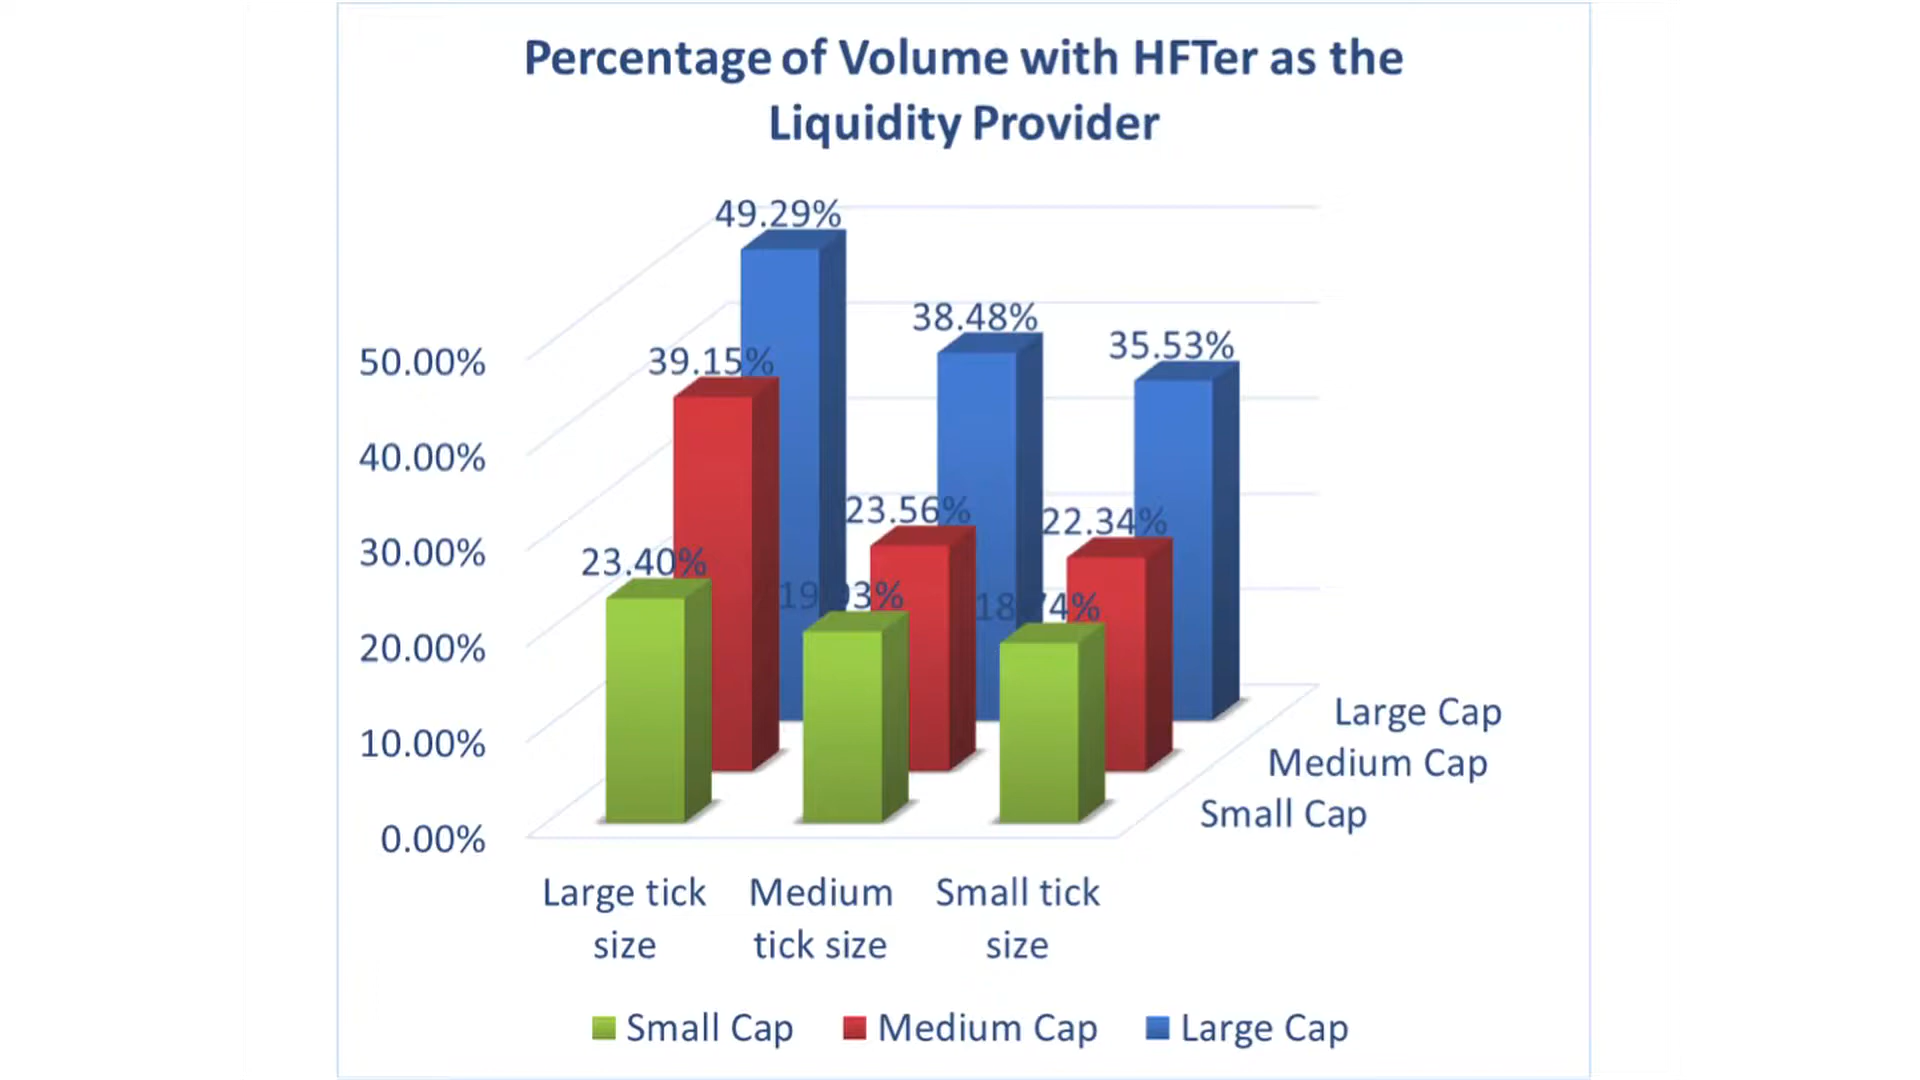 Percentage of Volume with HFTer as the
Liquidity Provider
49.29%
38.48%
35.53%
39.15%
23.56%
22.34%
23.40%
50.00%
40.00%
30.00%
20.00%
10.00%
0.00%
Large Cap
Medium Cap
Small Cap
Large tick
size
Medium
tick size
Small tick
size
Small Cap
Medium Cap
Large Cap